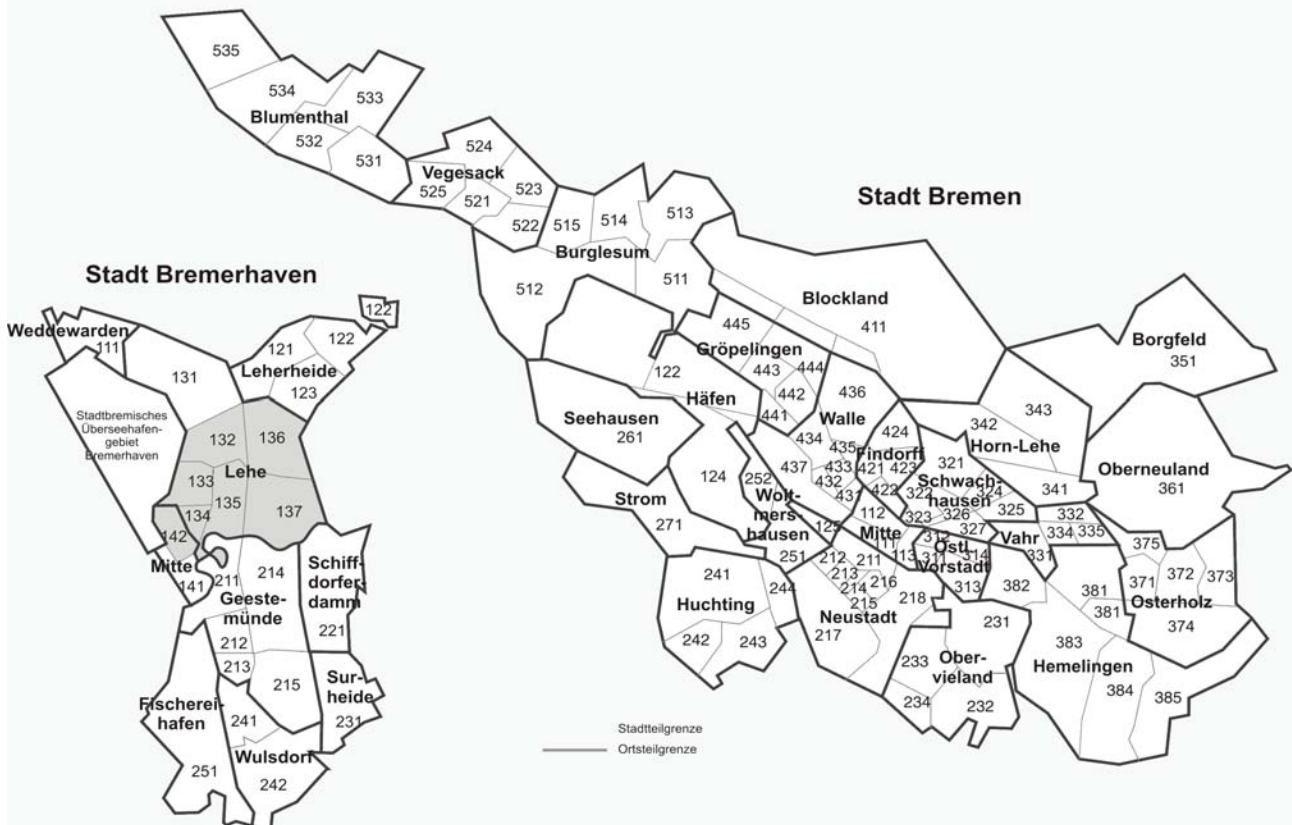 535
534
533
Blumenthal
532
531
524
Vegesack
525
521
523
522
515
514
513
Burglesum
512
511
Stadt Bremen
Stadt Bremerhaven
Weddewarden
111
131
121
122
122
Leherheide
123
Stadtbremisches
Überseehafen-
gebiet
Bremerhaven
132
136
Lehe
133
135
134
137
142
Mitte
141
211
214
Geeste-
münde
212
213
215
Schiff-
dorfer-
damm
221
Sur-
heide
231
Fischerei-
hafen
251
241
Wulsdorf
242
Blockland
411
Borgfeld
351
445
Gröpelingen
443
444
442
441
122
Häfen
Seehausen
261
436
Walle
434
435
437
433
432
431
424
Findorff
421
423
422
343
342
Horn-Lehe
341
321
Schwach-
hausen
322
324
323
326
325
327
Oberneuland
361
124
252
Strom
271
Wolt-
mers-
hausen
125
251
112
Mitte
111
113
312
Östl.
Vorstadt
311
314
313
Vahr
332
334
335
331
375
371
372
373
Osterholz
374
241
Huchting
244
242
243
212
211
213
214
216
215
Neustadt
217
218
231
233
Ober-
vieland
234
232
382
381
381
383
Hemelingen
384
385
Stadtteilgrenze
Ortsteilgrenze